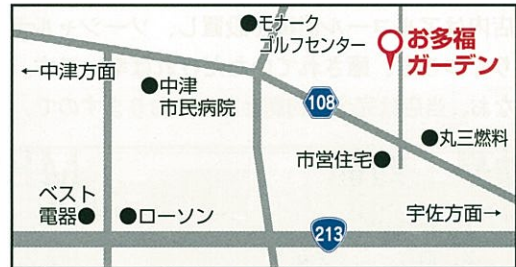 ●モナーク
ゴルフセンター
お多福
ガーデン
←中津方面
●中津
市民病院
108
●丸三燃料
市営住宅●
ベスト
電器●
●ローソン
宇佐方面→
213